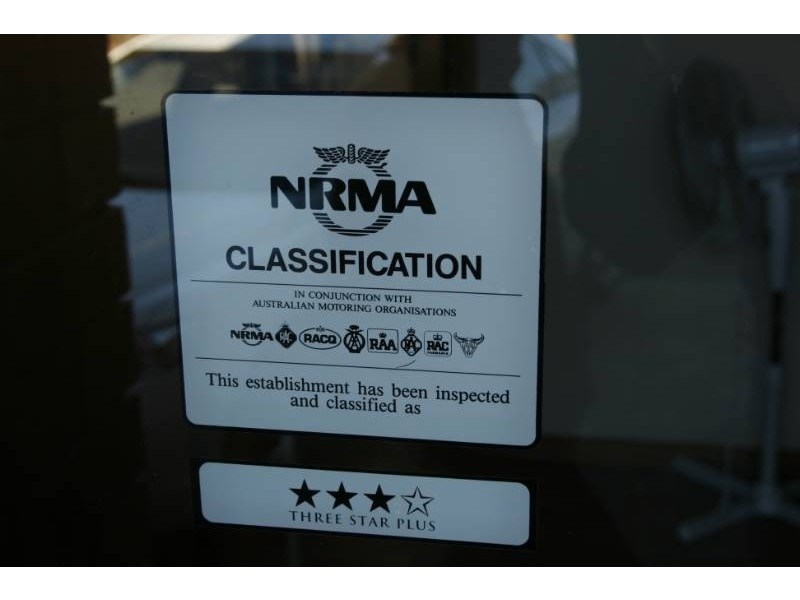 NRMA
CLASSIFICATION
IN CONJUNCTION WITH
AUSTRALIAN MOTORING ORGANISATIONS
NRMA RACQ RAA RAC
This establishment has been inspected
and classified as
THREE STAR PLUS